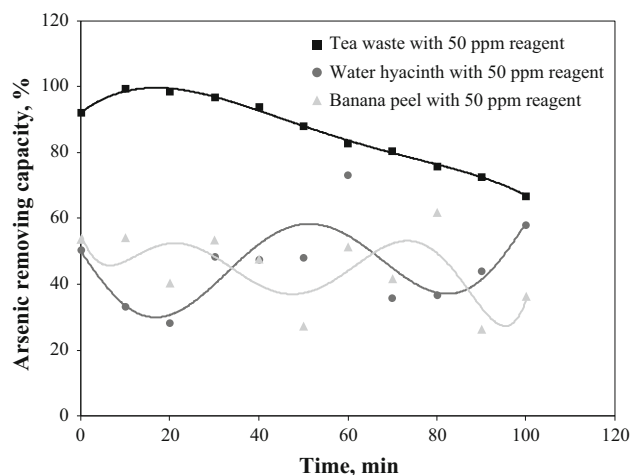 120
100
80
60
40
20
0
Arsenic removing capacity, %
Tea waste with 50 ppm reagent
Water hyacinth with 50 ppm reagent
Banana peel with 50 ppm reagent
0 20 40 60 80 100 120
Time, min